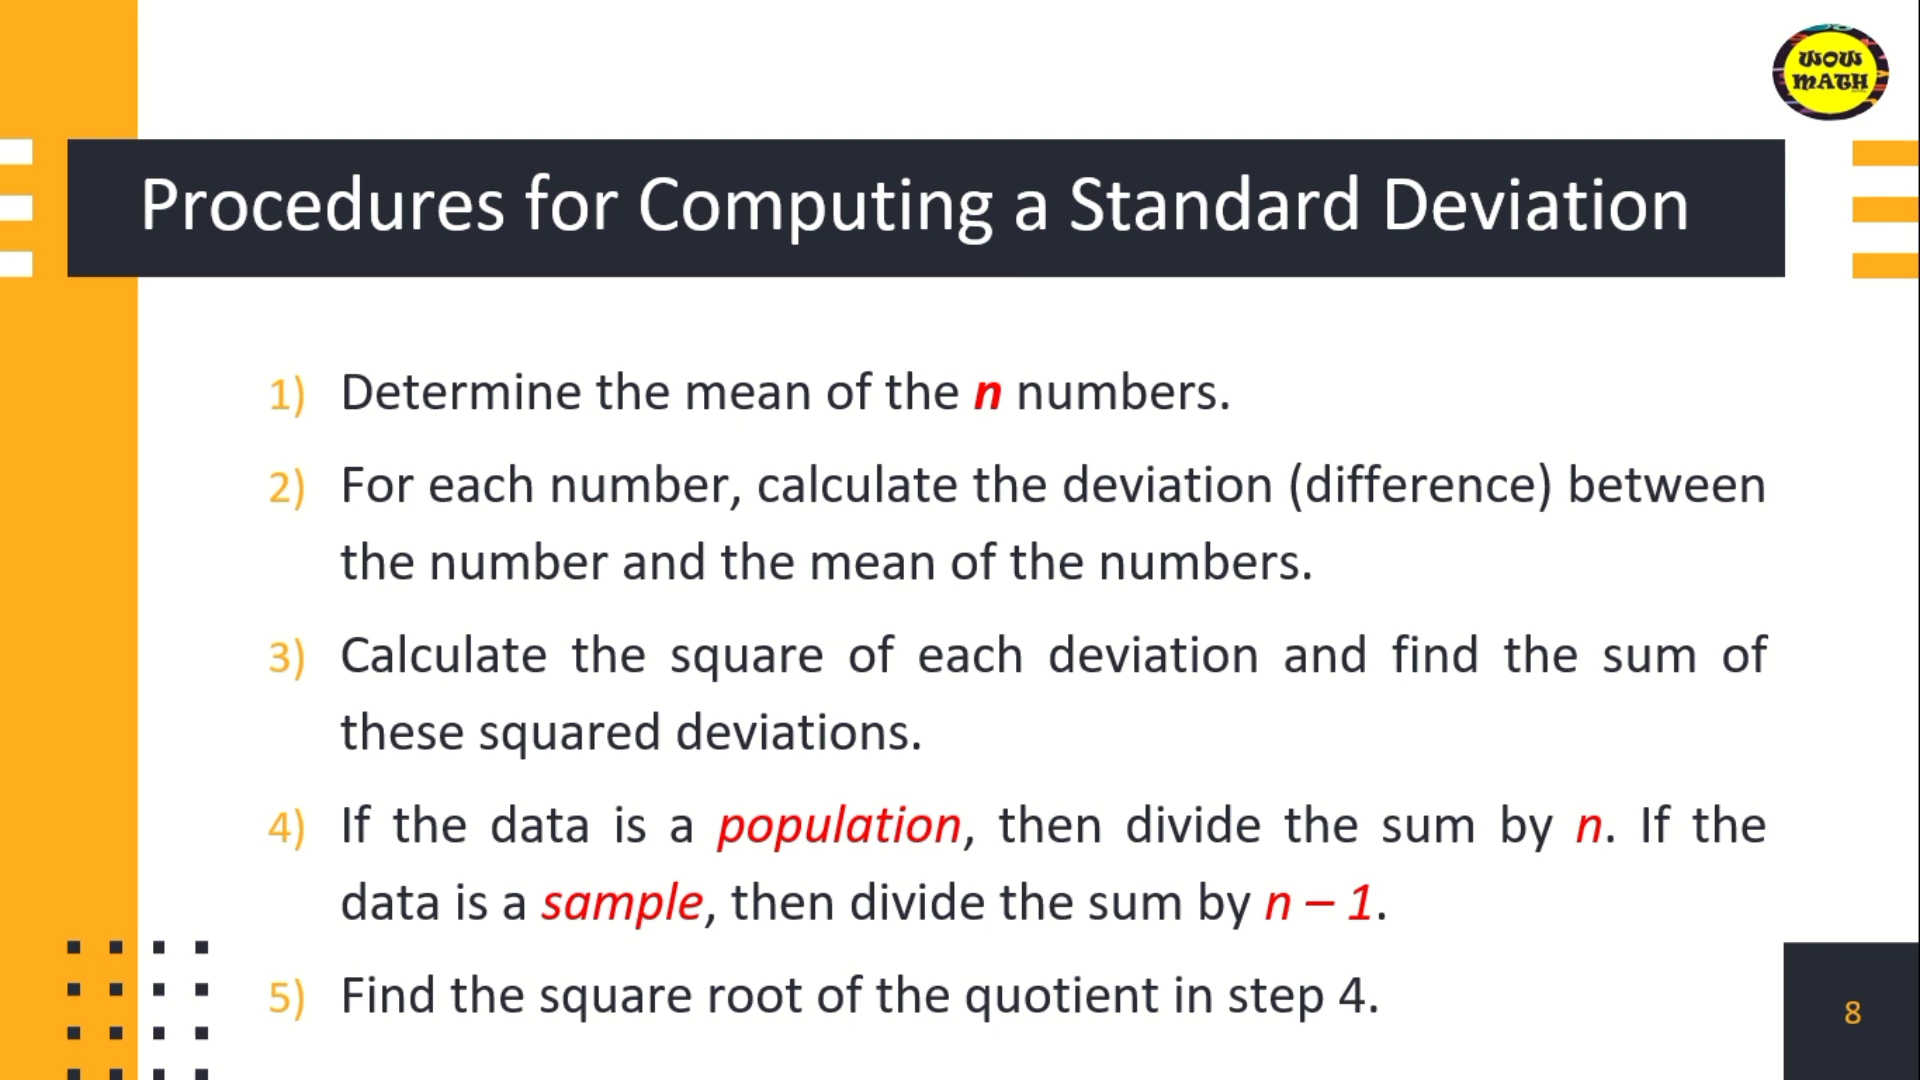 WOW
MATH
Procedures for Computing a Standard Deviation
1) Determine the mean of the n numbers.
2) For each number, calculate the deviation (difference) between
the number and the mean of the numbers.
3) Calculate the square of each deviation and find the sum of
these squared deviations.
4) If the data is a population, then divide the sum by n. If the
data is a sample, then divide the sum by n – 1.
5) Find the square root of the quotient in step 4.
8